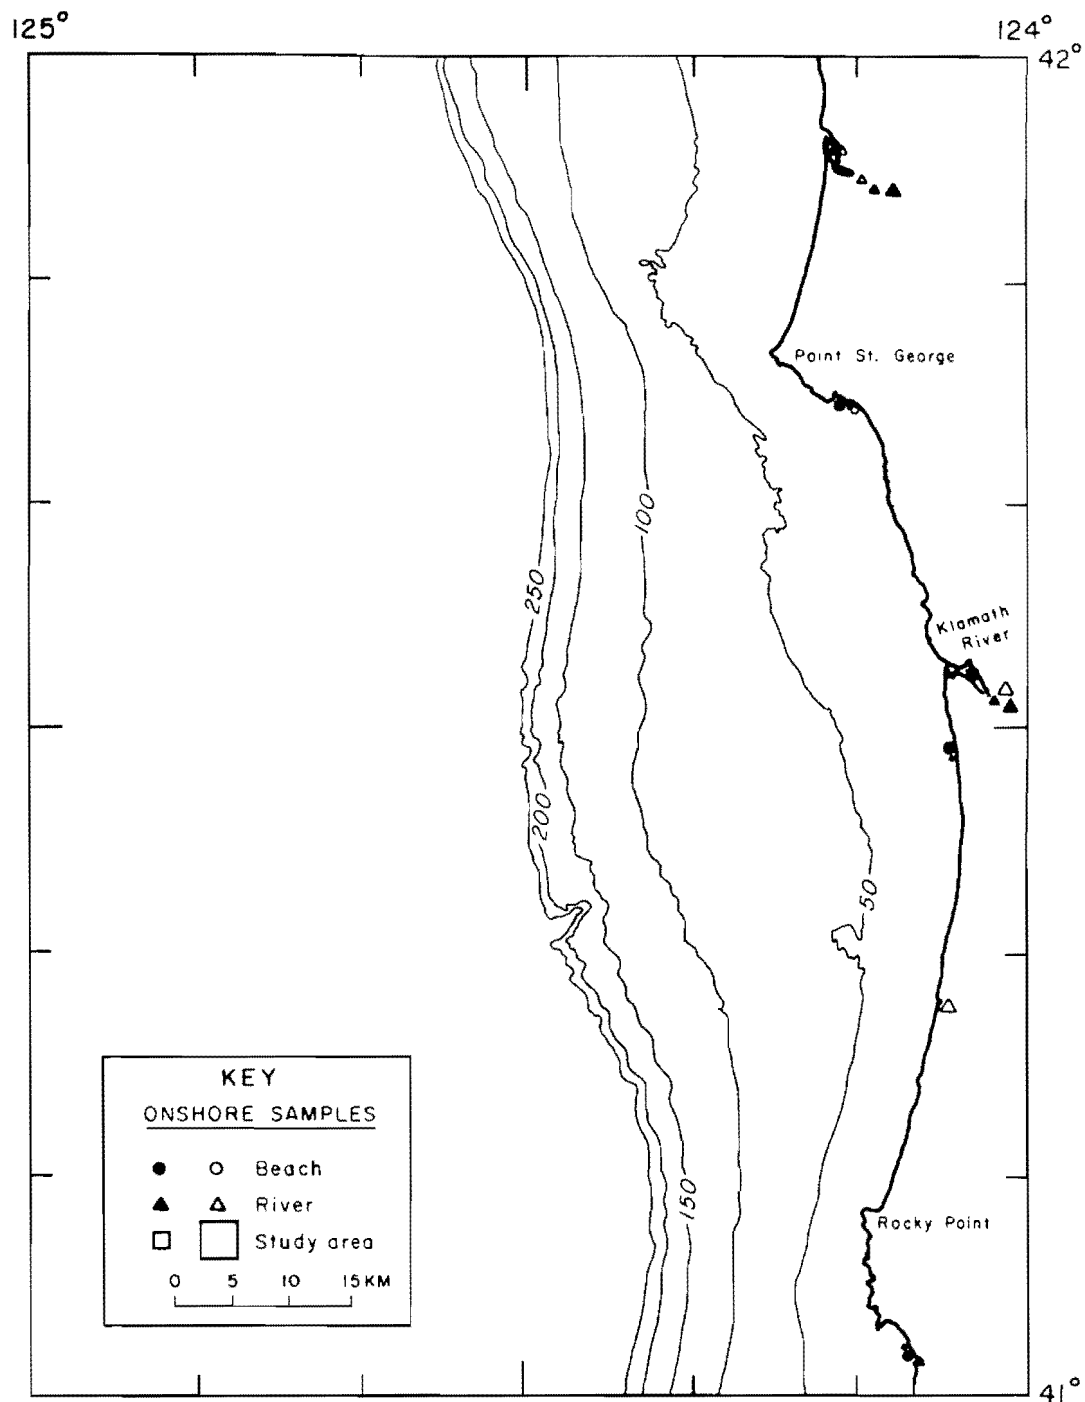 125°
124°
42°
Point St. George
100
250
Klamath
River
200
50
KEY
ONSHORE SAMPLES
Beach
River
Study area
0 5 10 15 KM
150
Rocky Point
41°